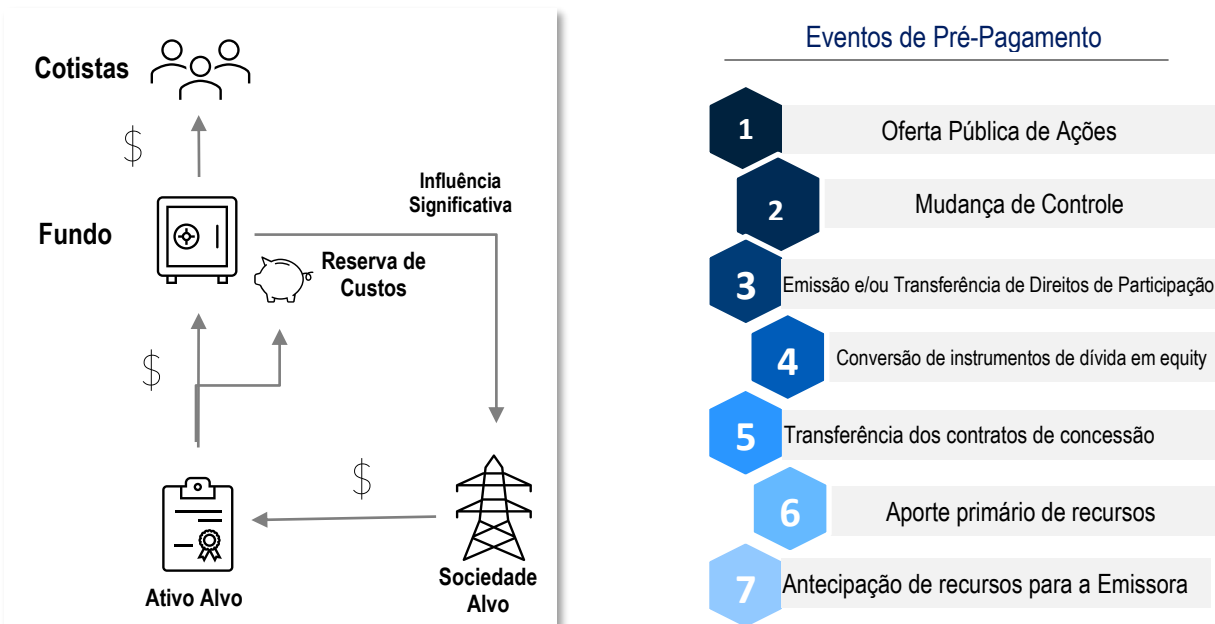 Cotistas
$
Influência
Significativa
Fundo
Reserva de
Custos
$
$
Ativo Alvo
Sociedade
Alvo
Eventos de Pré-Pagamento
1 Oferta Pública de Ações
2 Mudança de Controle
3 Emissão e/ou Transferência de Direitos de Participação
4 Conversão de instrumentos de dívida em equity
5 Transferência dos contratos de concessão
6 Aporte primário de recursos
7 Antecipação de recursos para a Emissora